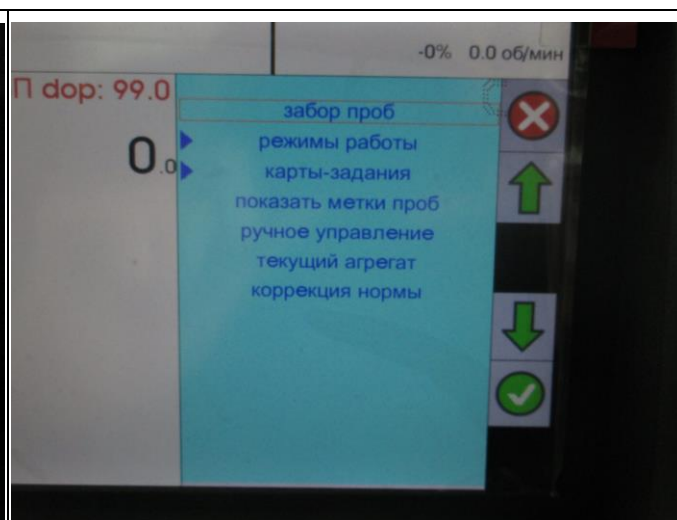 -0% 0.0 об/мин
П dop: 99.0
0.0
забор проб
режимы работы
карты-задания
показать метки проб
ручное управление
текущий агрегат
коррекция нормы